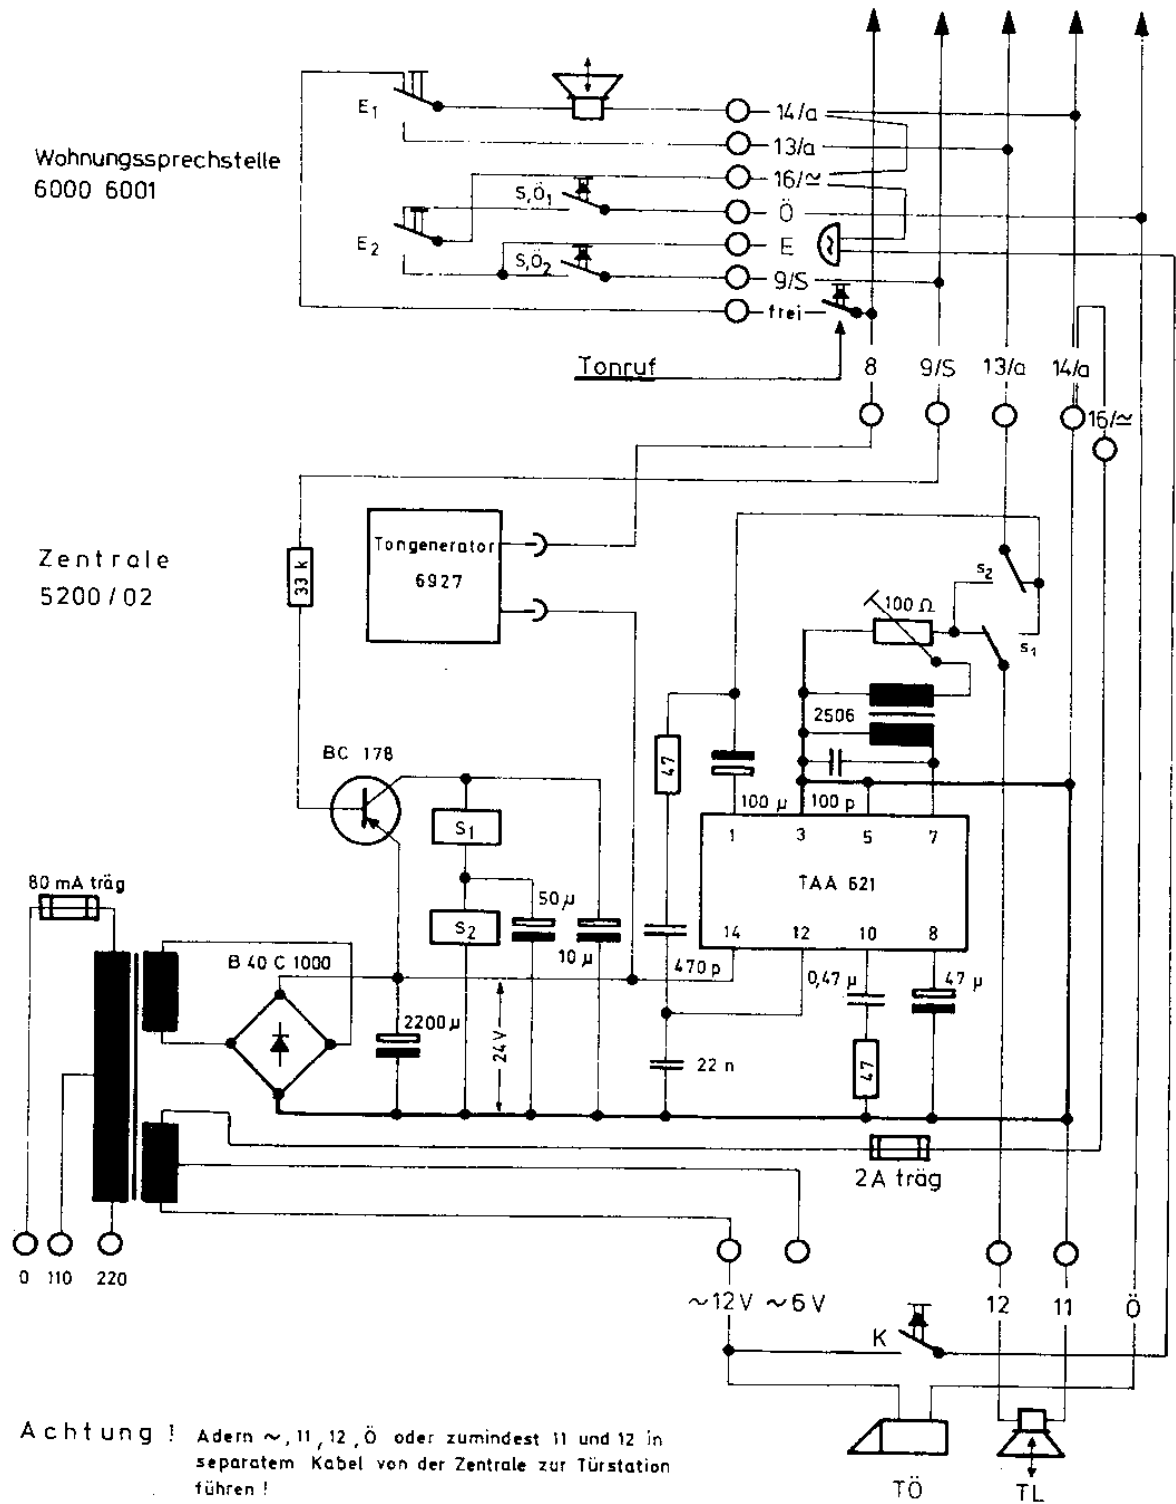 E1
14/a
13/a
Wohnungssprechstelle
6000 6001
16/≃
S,Ö1
Ö
E2
E
S,Ö2
9/S
frei
Tonruf
8
9/S
13/a
14/a
16/≃
Zentrale
5200/02
33 k
Tongenerator
6927
s2
100 Ω
s1
2506
BC 178
47
100 µ
100 p
1
3
5
7
S1
TAA 621
80 mA träg
50 µ
S2
14
12
10
8
B 40 C 1000
10 µ
470 p
0,47 µ
47 µ
2200 µ
24V
22 n
47
2A träg
0
110
220
~12V
~6V
12
11
Ö
K
Achtung !
Adern ~, 11, 12, Ö oder zumindest 11 und 12 in
separatem Kabel von der Zentrale zur Türstation
führen !
TÖ
TL